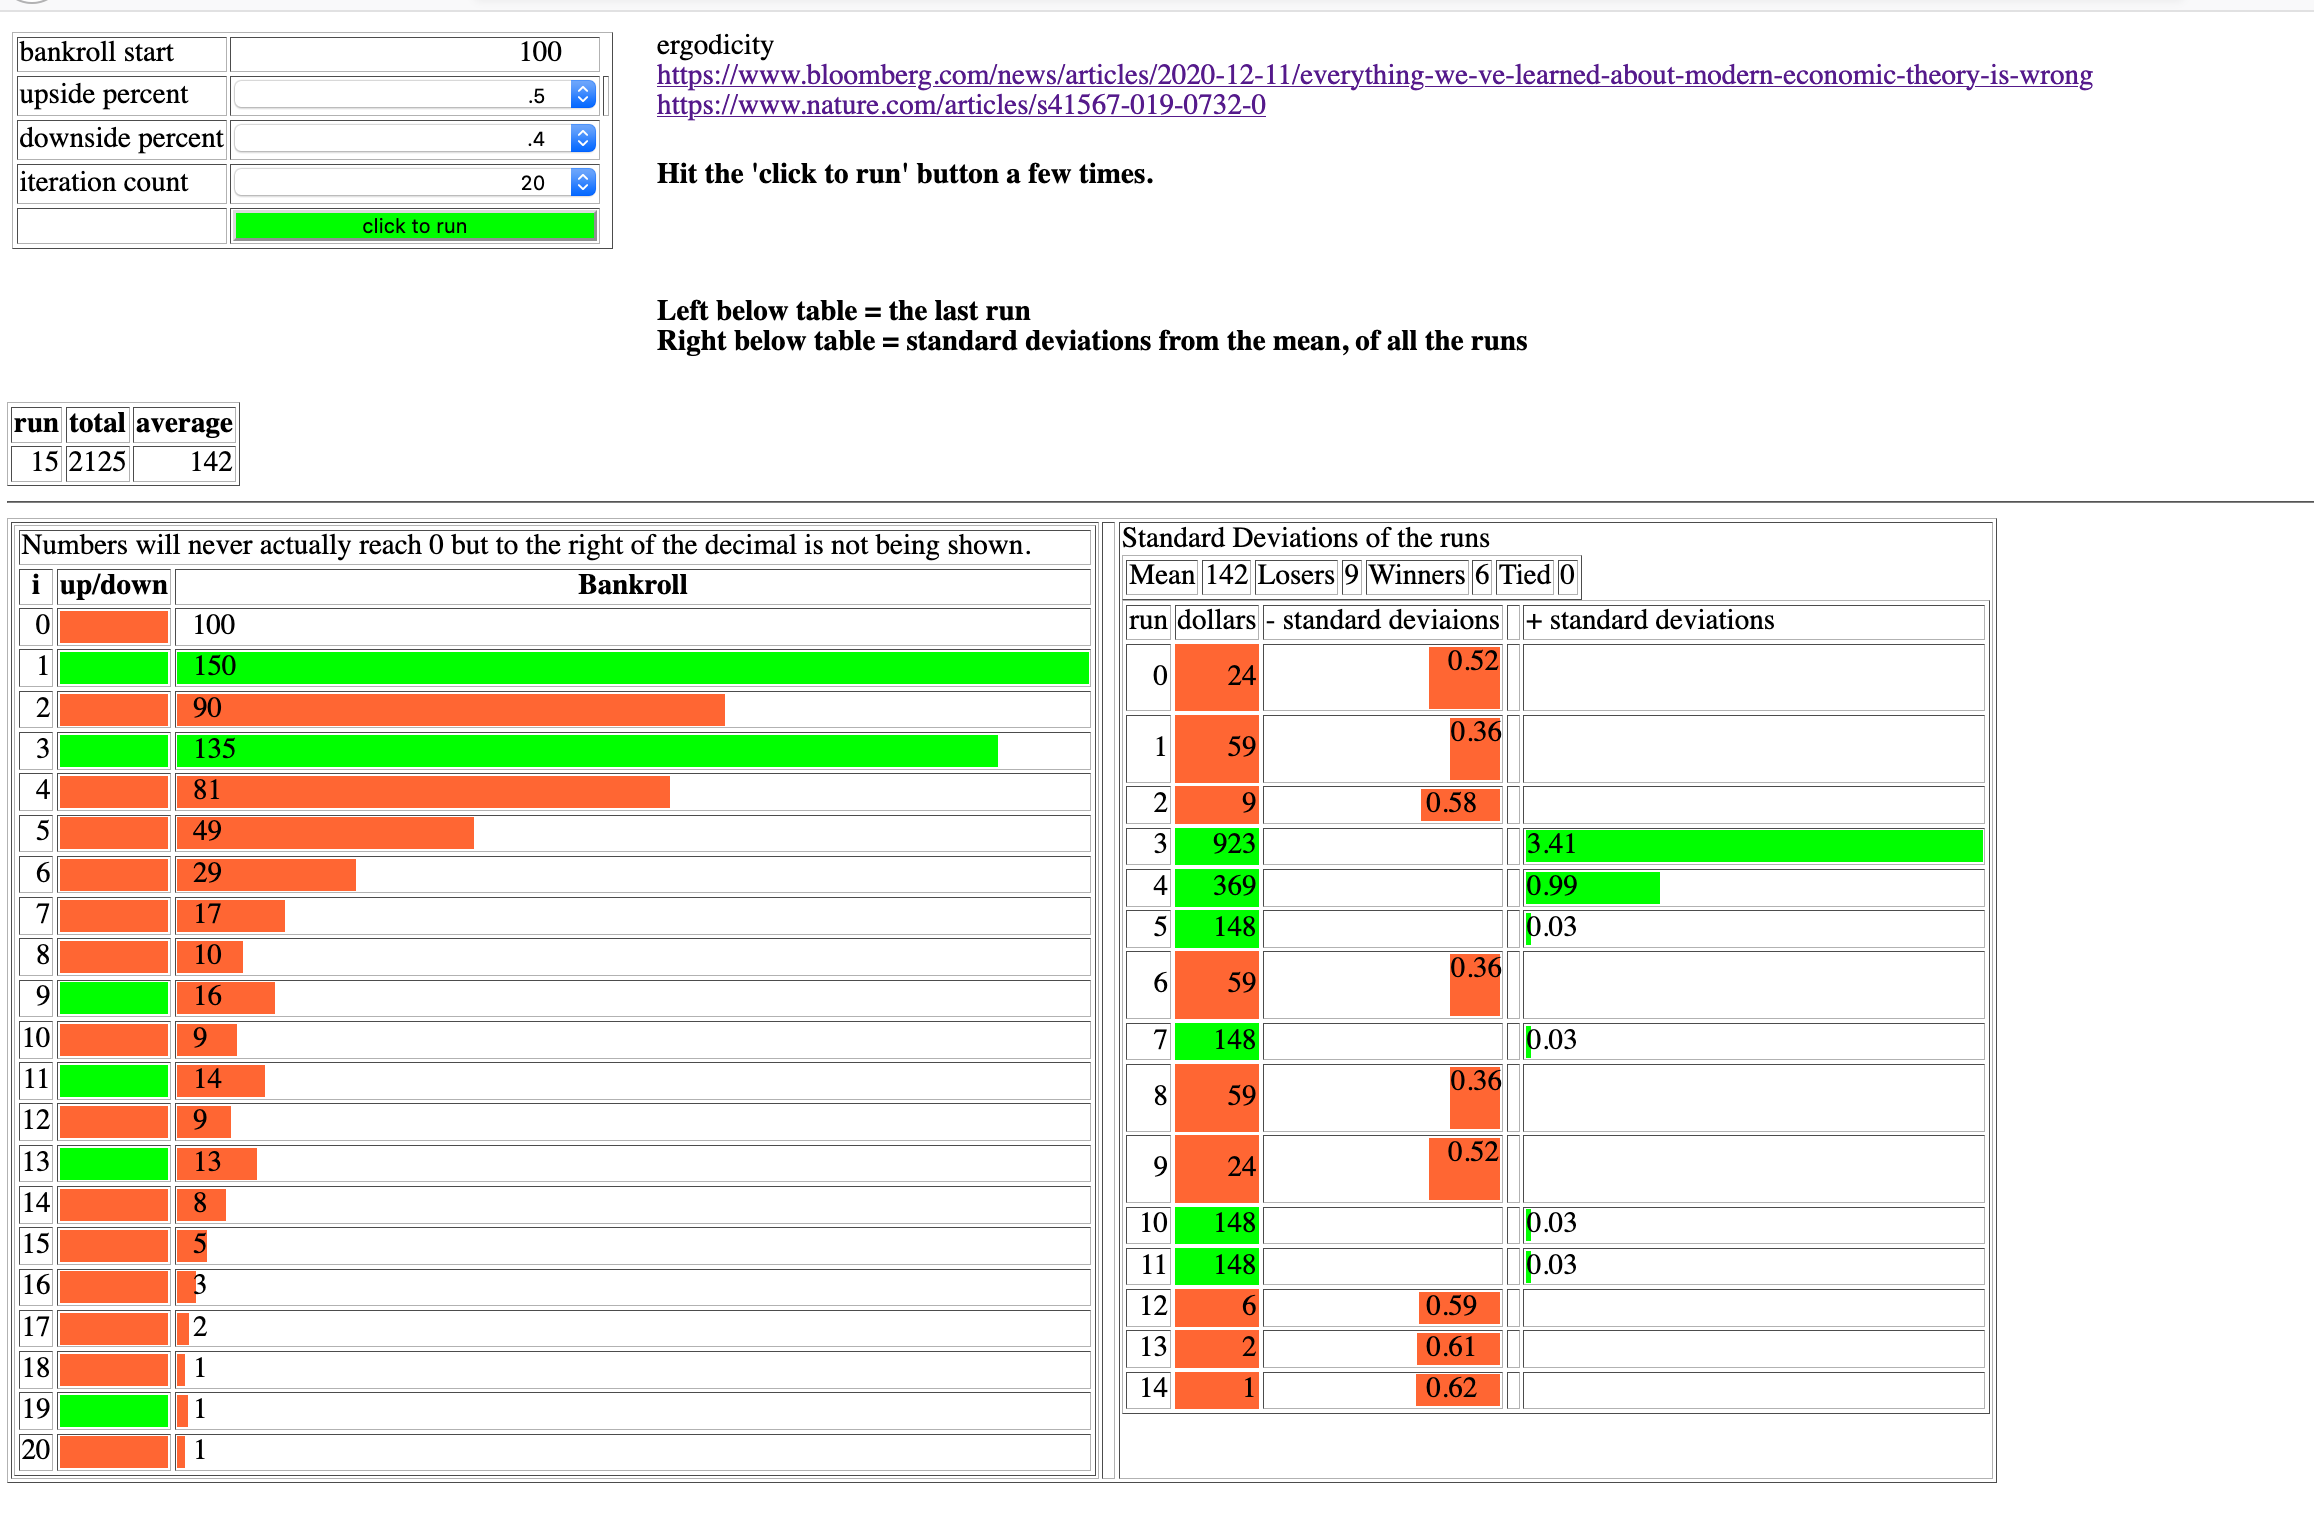 bankroll start 100
upside percent .5
downside percent .4
iteration count 20
click to run
ergodicity
https://www.bloomberg.com/news/articles/2020-12-11/everything-we-ve-learned-about-modern-economic-theory-is-wrong
https://www.nature.com/articles/s41567-019-0732-0
Hit the 'click to run' button a few times.
Left below table = the last run
Right below table = standard deviations from the mean, of all the runs
run total average
15 2125 142
Numbers will never actually reach 0 but to the right of the decimal is not being shown.
i up/down Bankroll
0 100
1 150
2 90
3 135
4 81
5 49
6 29
7 17
8 10
9 16
10 9
11 14
12 9
13 13
14 8
15 5
16 3
17 2
18 1
19 1
20 1
Standard Deviations of the runs
Mean 142 Losers 9 Winners 6 Tied 0
run dollars - standard deviaions + standard deviations
0 24 0.52
1 59 0.36
2 9 0.58
3 923 3.41
4 369 0.99
5 148 0.03
6 59 0.36
7 148 0.03
8 59 0.36
9 24 0.52
10 148 0.03
11 148 0.03
12 6 0.59
13 2 0.61
14 1 0.62